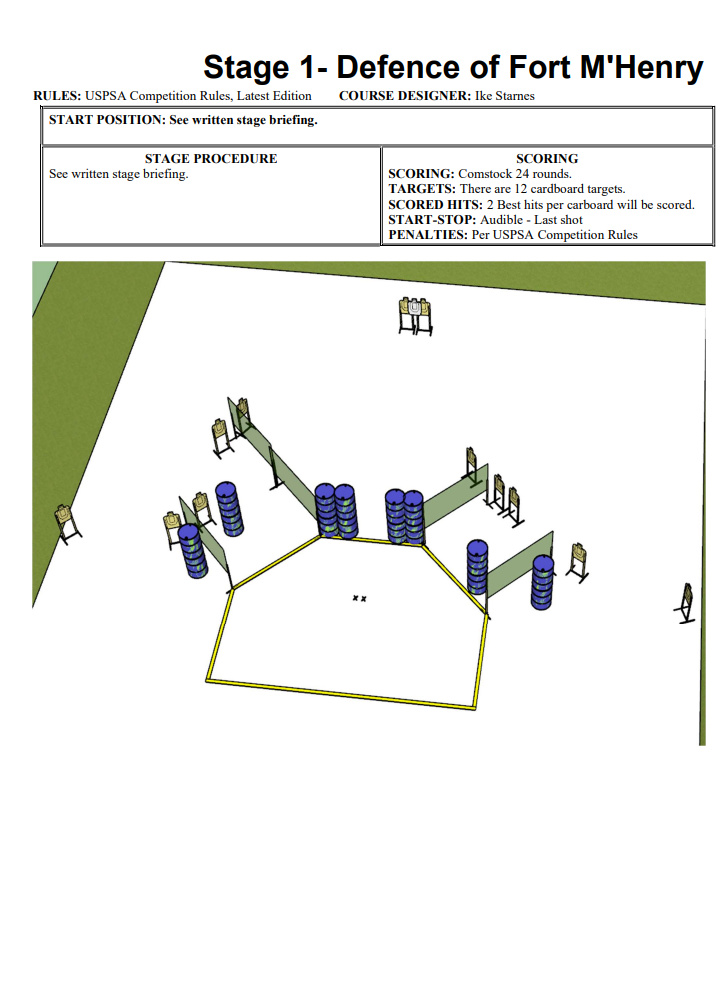 Stage 1- Defence of Fort M'Henry
RULES: USPSA Competition Rules, Latest Edition COURSE DESIGNER: Ike Starnes
START POSITION: See written stage briefing.
STAGE PROCEDURE
See written stage briefing.
SCORING
SCORING: Comstock 24 rounds.
TARGETS: There are 12 cardboard targets.
SCORED HITS: 2 Best hits per carboard will be scored.
START-STOP: Audible - Last shot
PENALTIES: Per USPSA Competition Rules
x x